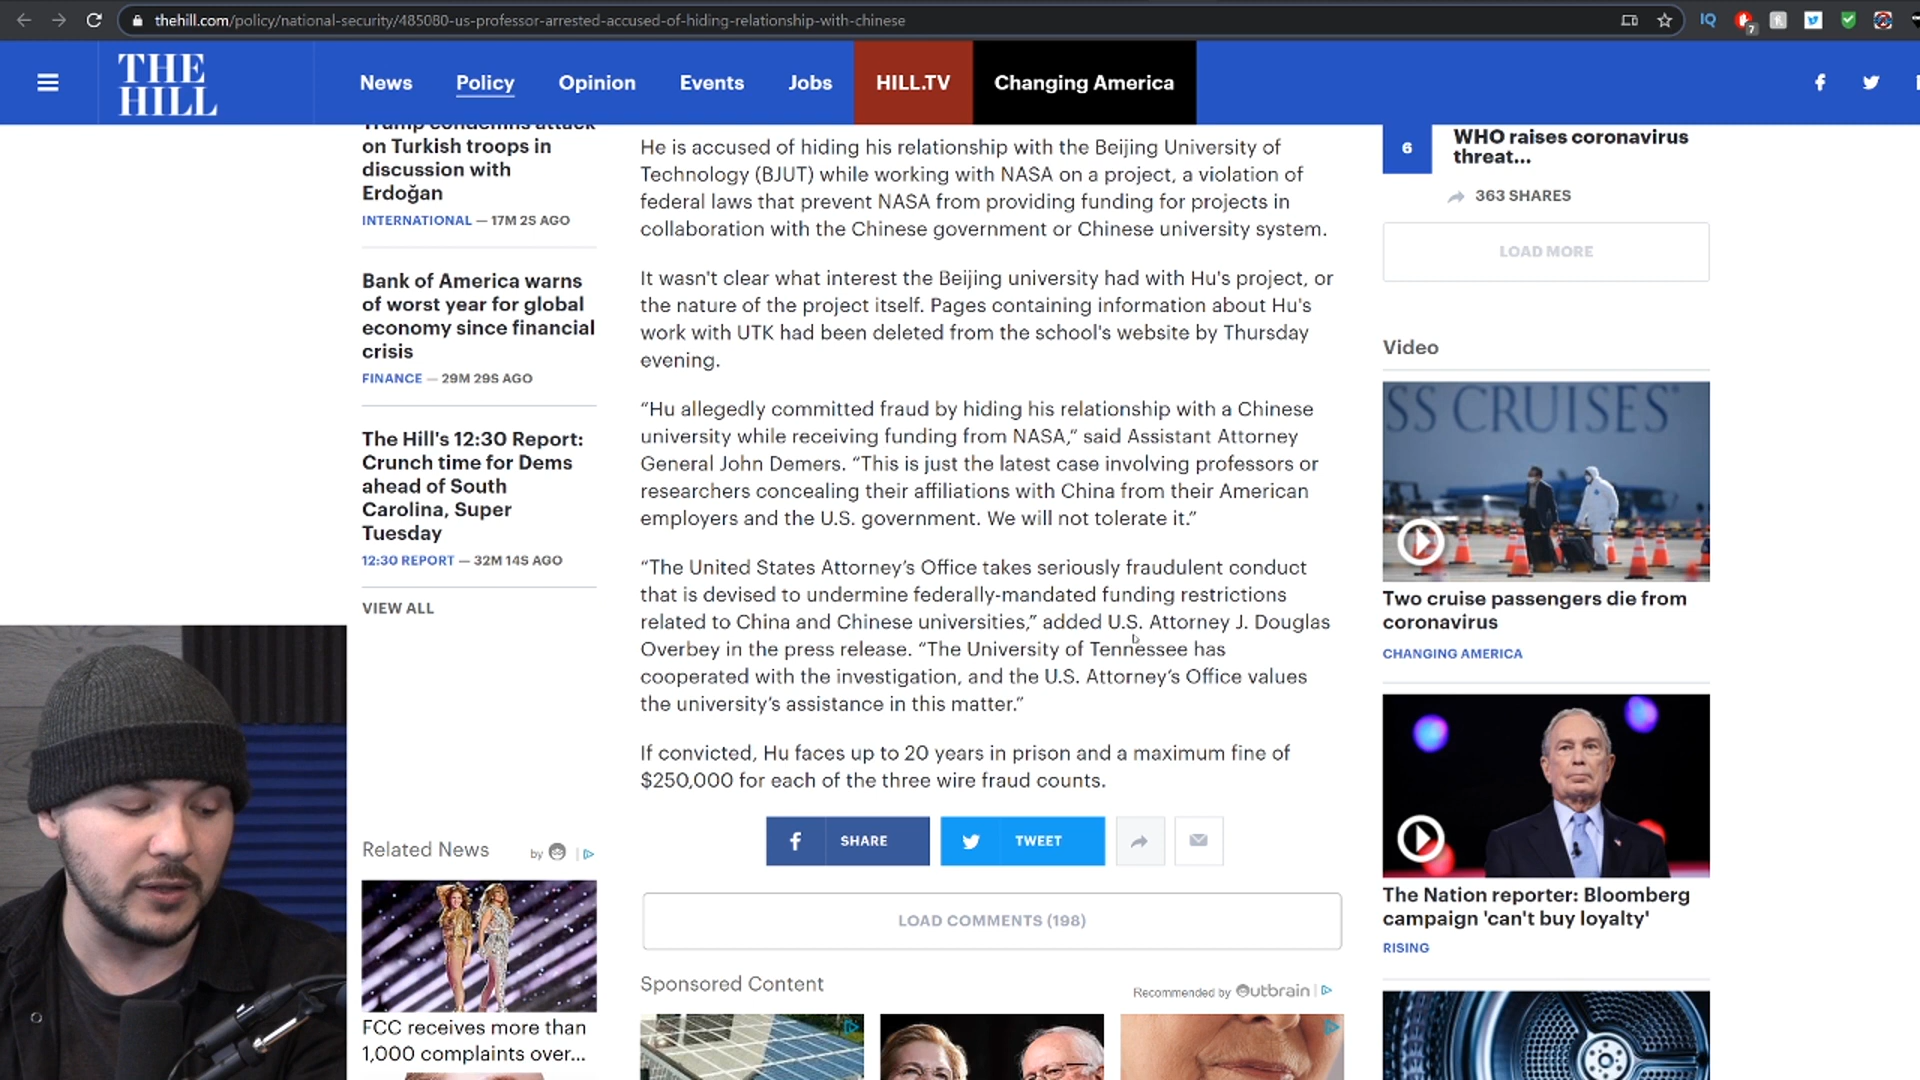 thehill.com/policy/national-security/485080-us-professor-arrested-accused-of-hiding-relationship-with-chinese
IQ
7
THE
HILL
News
Policy
Opinion
Events
Jobs
HILL.TV
Changing America
Trump condemns attack
on Turkish troops in
discussion with
Erdoğan
INTERNATIONAL — 17M 2S AGO
Bank of America warns
of worst year for global
economy since financial
crisis
FINANCE — 29M 29S AGO
The Hill's 12:30 Report:
Crunch time for Dems
ahead of South
Carolina, Super
Tuesday
12:30 REPORT — 32M 14S AGO
VIEW ALL
Related News
by
FCC receives more than
1,000 complaints over...
He is accused of hiding his relationship with the Beijing University of
Technology (BJUT) while working with NASA on a project, a violation of
federal laws that prevent NASA from providing funding for projects in
collaboration with the Chinese government or Chinese university system.
It wasn't clear what interest the Beijing university had with Hu's project, or
the nature of the project itself. Pages containing information about Hu's
work with UTK had been deleted from the school's website by Thursday
evening.
“Hu allegedly committed fraud by hiding his relationship with a Chinese
university while receiving funding from NASA,” said Assistant Attorney
General John Demers. “This is just the latest case involving professors or
researchers concealing their affiliations with China from their American
employers and the U.S. government. We will not tolerate it.”
“The United States Attorney’s Office takes seriously fraudulent conduct
that is devised to undermine federally-mandated funding restrictions
related to China and Chinese universities,” added U.S. Attorney J. Douglas
Overbey in the press release. “The University of Tennessee has
cooperated with the investigation, and the U.S. Attorney’s Office values
the university’s assistance in this matter.”
If convicted, Hu faces up to 20 years in prison and a maximum fine of
$250,000 for each of the three wire fraud counts.
SHARE
TWEET
LOAD COMMENTS (198)
Sponsored Content
Recommended by Outbrain
6
WHO raises coronavirus
threat...
363 SHARES
LOAD MORE
Video
SS CRUISES
Two cruise passengers die from
coronavirus
CHANGING AMERICA
The Nation reporter: Bloomberg
campaign 'can't buy loyalty'
RISING